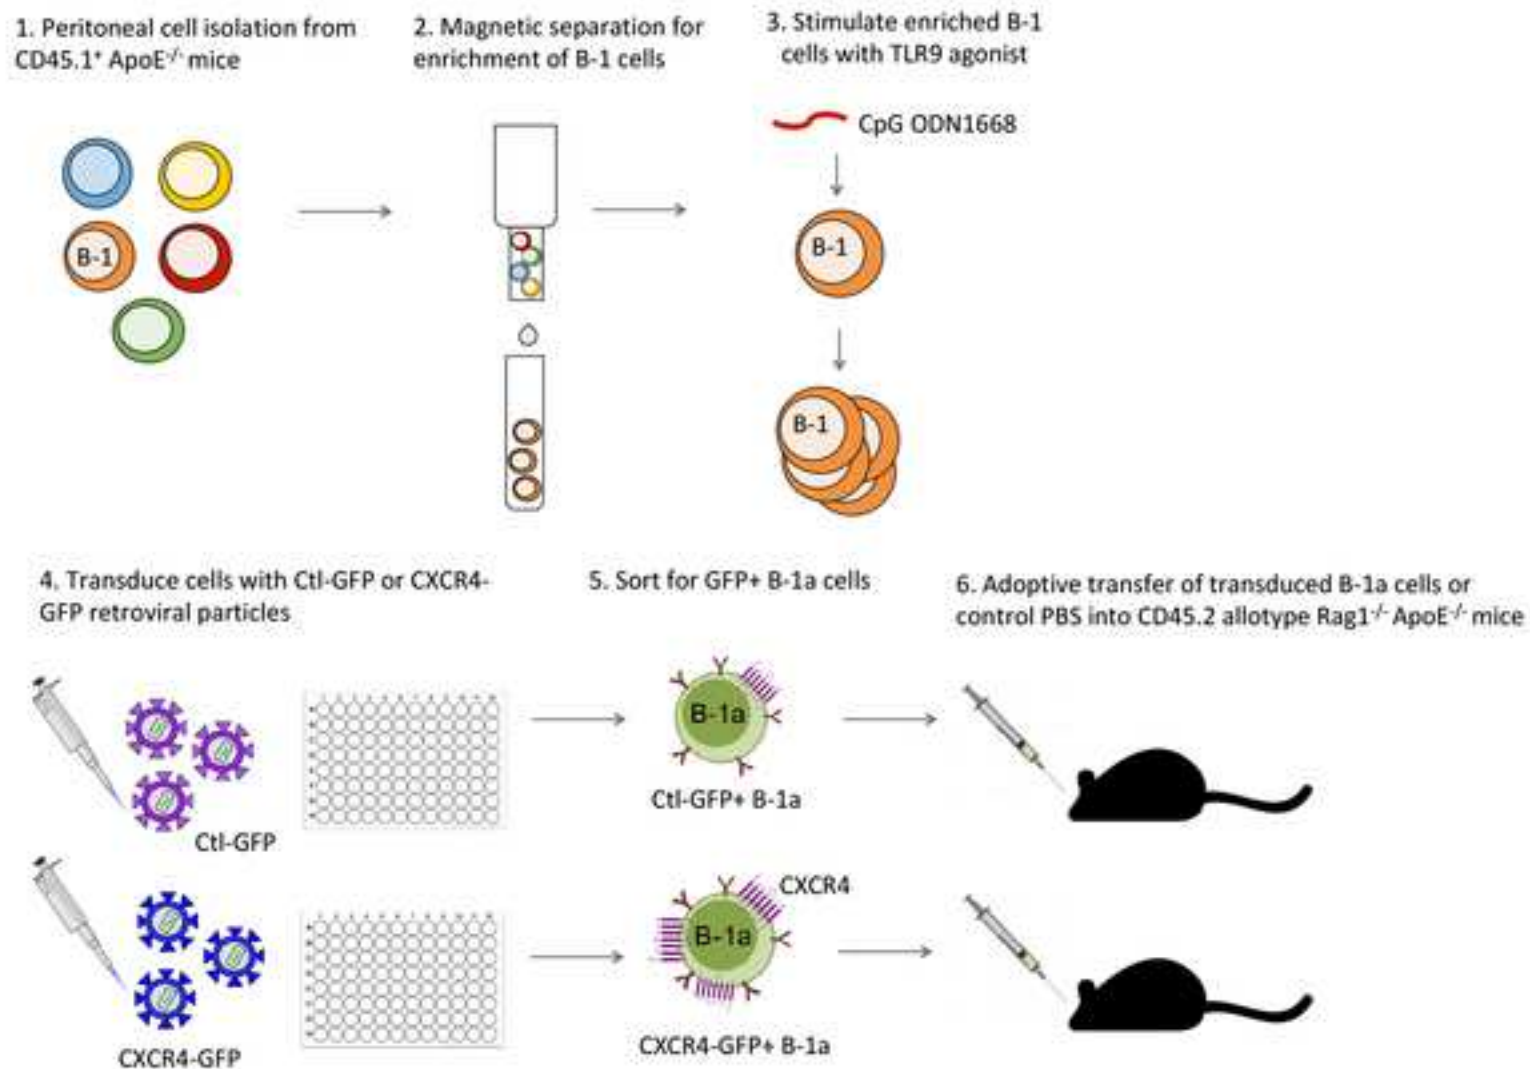 1. Peritoneal cell isolation from
CD45.1⁺ ApoE⁻/⁻ mice
2. Magnetic separation for
enrichment of B-1 cells
3. Stimulate enriched B-1
cells with TLR9 agonist
CpG ODN1668
B-1
B-1
B-1
4. Transduce cells with Ctl-GFP or CXCR4-
GFP retroviral particles
5. Sort for GFP+ B-1a cells
6. Adoptive transfer of transduced B-1a cells or
control PBS into CD45.2 allotype Rag1⁻/⁻ ApoE⁻/⁻ mice
B-1a
Ctl-GFP
Ctl-GFP+ B-1a
CXCR4
B-1a
CXCR4-GFP
CXCR4-GFP+ B-1a